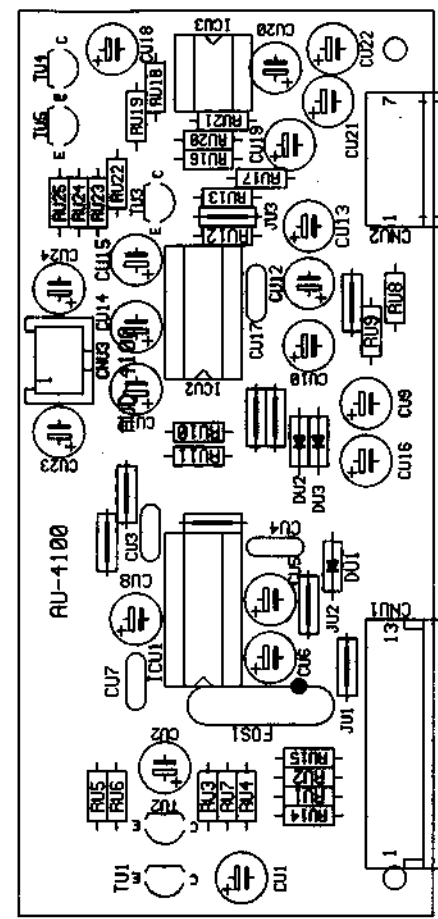 C
TU4
CU18
ICU3
CU20
CU22
TU5
E
RU18
RU19
RU21
RU20
RU16
CU19
CU21
7
RU22
C
TU3
E
RU17
RU13
JU3
RU12
RU25
RU24
RU23
CU13
1
CNU2
CU24
CU15
CU12
CU14
CU17
RU8
RU9
CNU3
1
4100
ICU2
CU10
CU9
CU23
RU10
RU11
DU2
DU3
CU16
AU-4100
CU3
CU4
CU5
DU1
CU8
ICU1
JU2
CNU1
13
CU7
CU6
JU1
FOS1
CU2
RU15
RU2
RU1
RU14
RU5
RU6
TU2
RU3
RU7
RU4
E
C
TU1
E
C
CU1
1